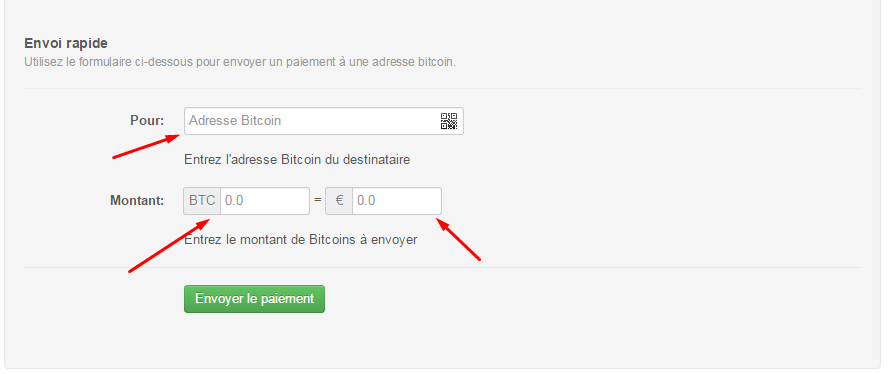 Envoi rapide
Utilisez le formulaire ci-dessous pour envoyer un paiement à une adresse bitcoin.
Pour: Adresse Bitcoin
Entrez l'adresse Bitcoin du destinataire
Montant: BTC 0.0 = € 0.0
Entrez le montant de Bitcoins à envoyer
Envoyer le paiement